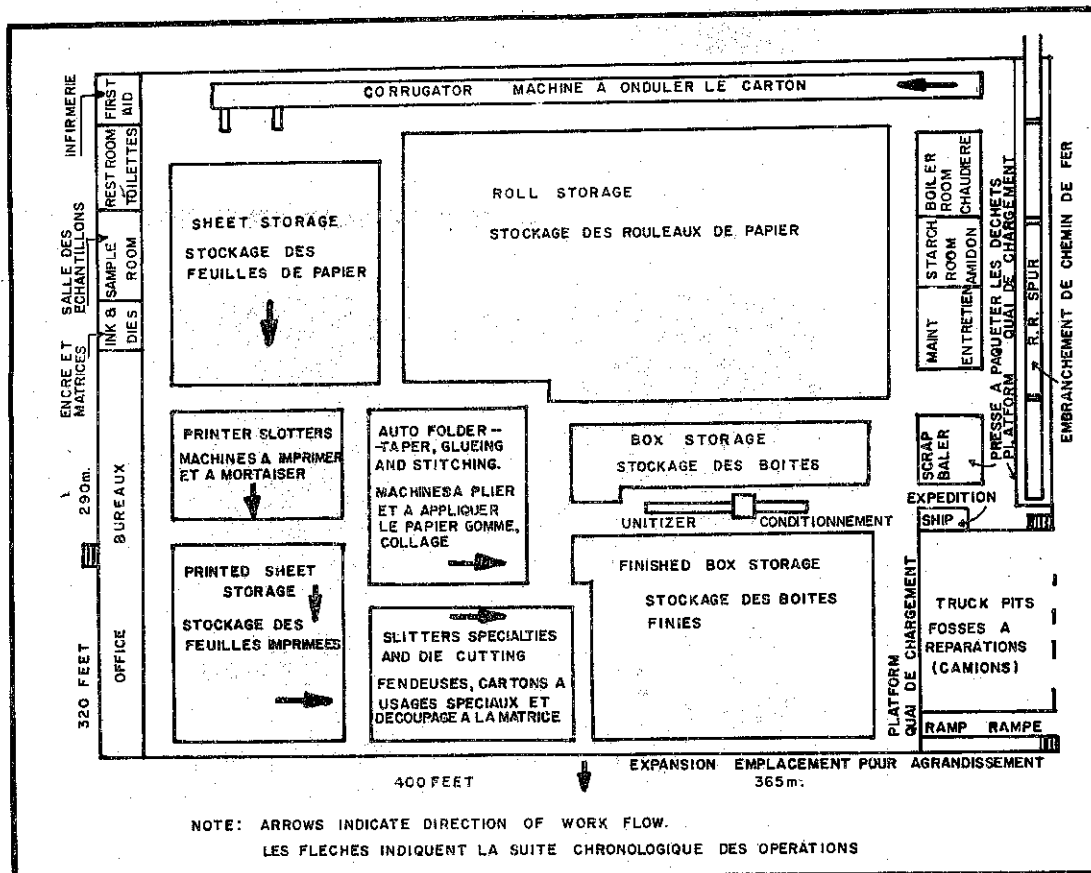 CORRUGATOR MACHINE A ONDULER LE CARTON
INFIRMERIE
FIRST
AID
REST ROOM
TOILETTES
SALLE DES
ECHANTILLONS
SAMPLE
ROOM
ENCRE ET
MATRICES
INK &
DIES
290m.
BUREAUX
320 FEET
OFFICE
SHEET STORAGE
STOCKAGE DES
FEUILLES DE PAPIER
ROLL STORAGE
STOCKAGE DES ROULEAUX DE PAPIER
BOILER
ROOM
CHAUDIERE
STARCH
ROOM
AMIDON
MAINT
ENTRETIEN
PRESSE A PAQUETER LES DECHETS
PLATFORM QUAI DE CHARGEMENT
R.R. SPUR
EMBRANCHEMENT DE CHEMIN DE FER
PRINTER SLOTTERS
MACHINES A IMPRIMER
ET A MORTAISER
AUTO FOLDER –
-TAPER, GLUEING
AND STITCHING.
MACHINES A PLIER
ET A APPLIQUER
LE PAPIER GOMME,
COLLAGE
BOX STORAGE
STOCKAGE DES BOITES
SCRAP
BALER
EXPEDITION
SHIP
UNITIZER CONDITIONNEMENT
PRINTED SHEET
STORAGE
STOCKAGE DES
FEUILLES IMPRIMEES
SLITTERS SPECIALTIES
AND DIE CUTTING
FENDEUSES, CARTONS A
USAGES SPECIAUX ET
DECOUPAGE A LA MATRICE
FINISHED BOX STORAGE
STOCKAGE DES BOITES
FINIES
PLATFORM
QUAI DE CHARGEMENT
TRUCK PITS
FOSSES A
REPARATIONS
(CAMIONS)
RAMP RAMPE
EXPANSION EMPLACEMENT POUR AGRANDISSEMENT
400 FEET 365m.
NOTE: ARROWS INDICATE DIRECTION OF WORK FLOW.
LES FLECHES INDIQUENT LA SUITE CHRONOLOGIQUE DES OPERATIONS